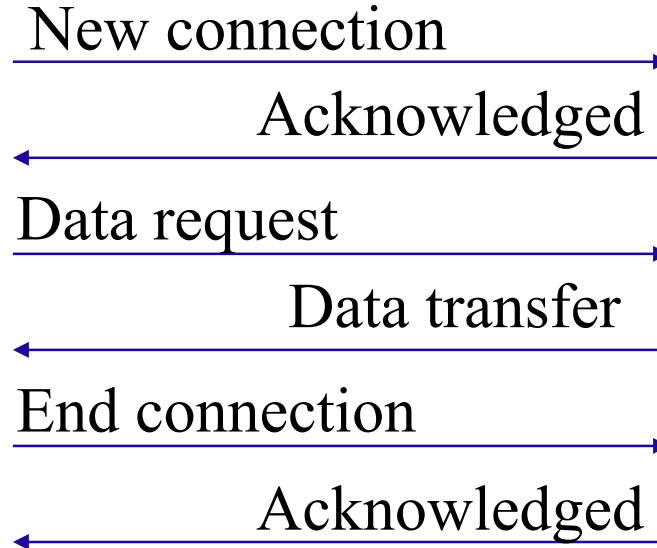 New connection
Acknowledged
Data request
Data transfer
End connection
Acknowledged